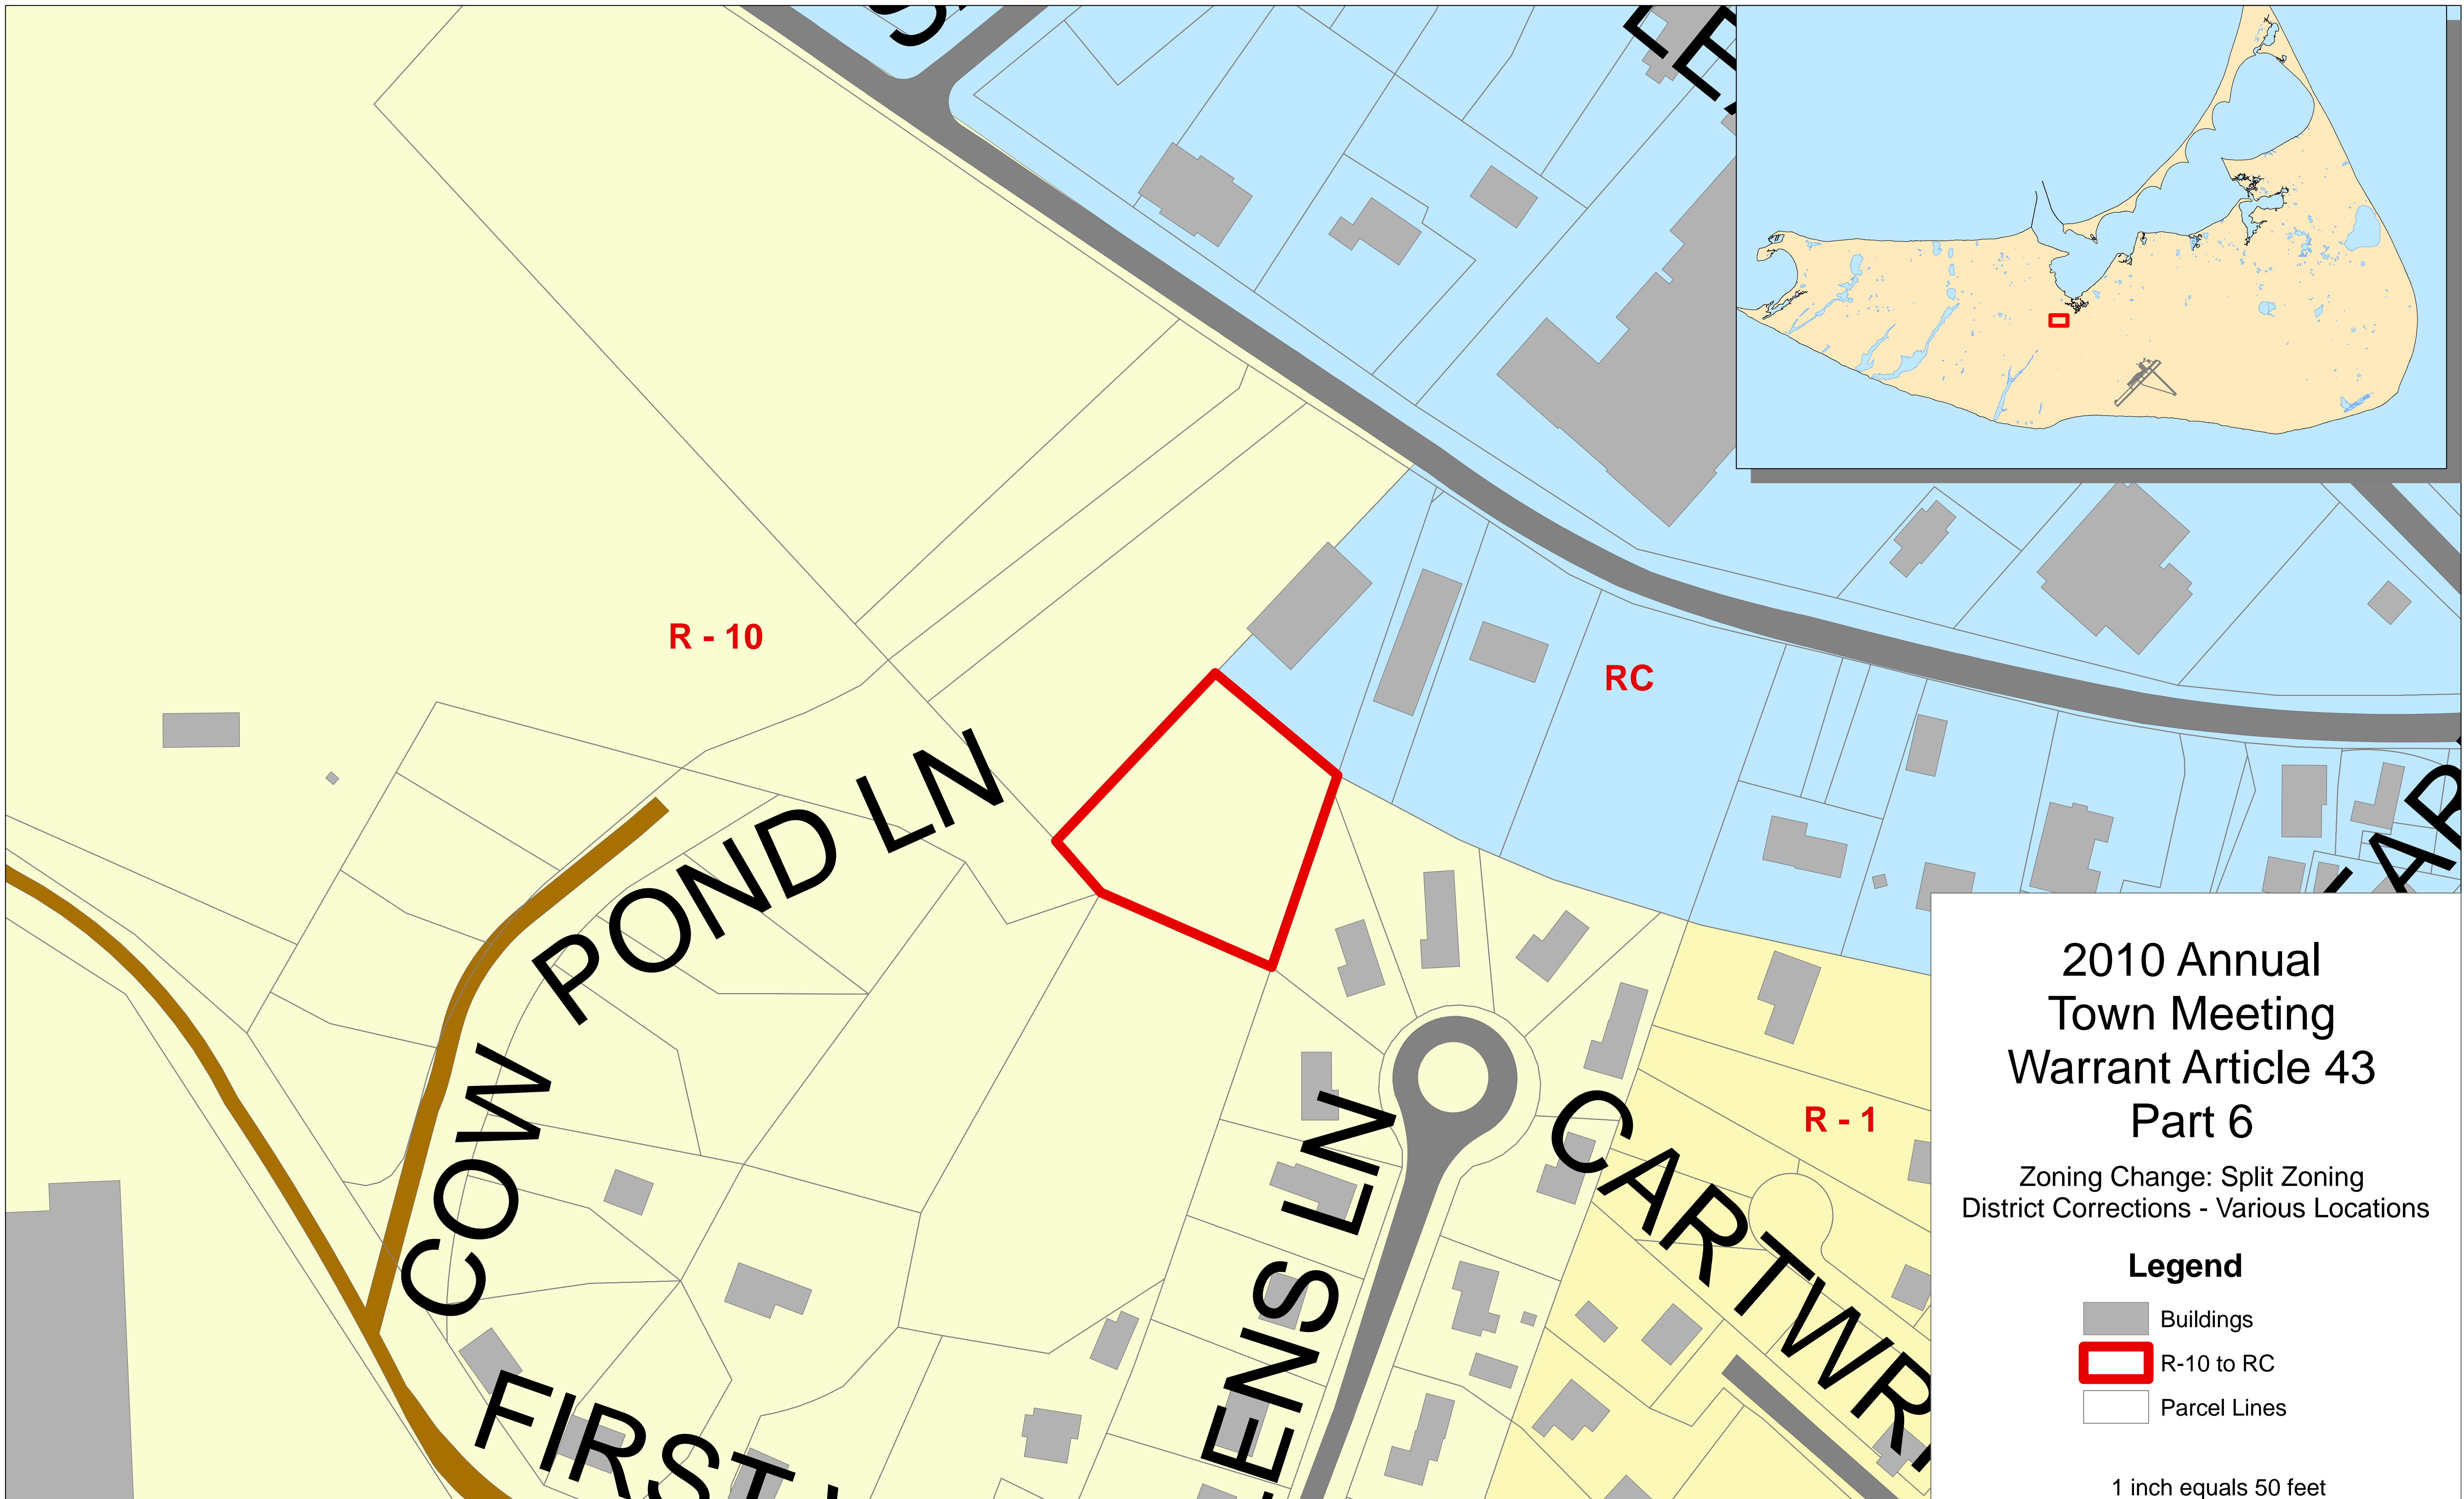 R - 10
RC
COW POND LN
R - 1
ENS LN
CARTWR
FIRST
2010 Annual
Town Meeting
Warrant Article 43
Part 6
Zoning Change: Split Zoning
District Corrections - Various Locations
Legend
Buildings
R-10 to RC
Parcel Lines
1 inch equals 50 feet